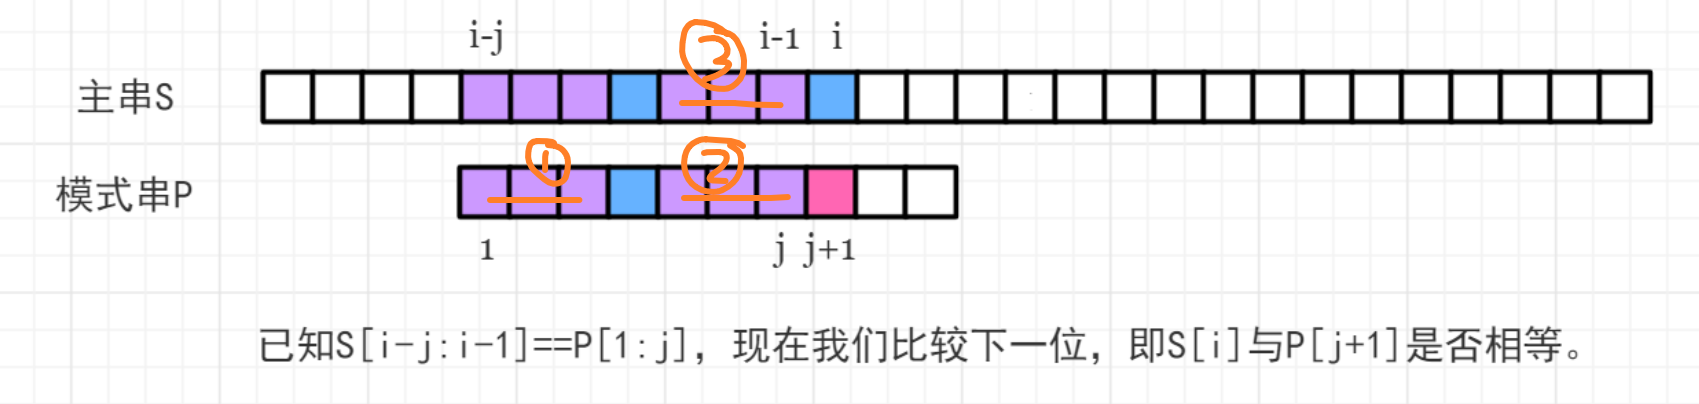 i-j ③ i-1 i
主串S
① ②
模式串P
1 j j+1
已知S[i-j:i-1]==P[1:j]，现在我们比较下一位，即S[i]与P[j+1]是否相等。